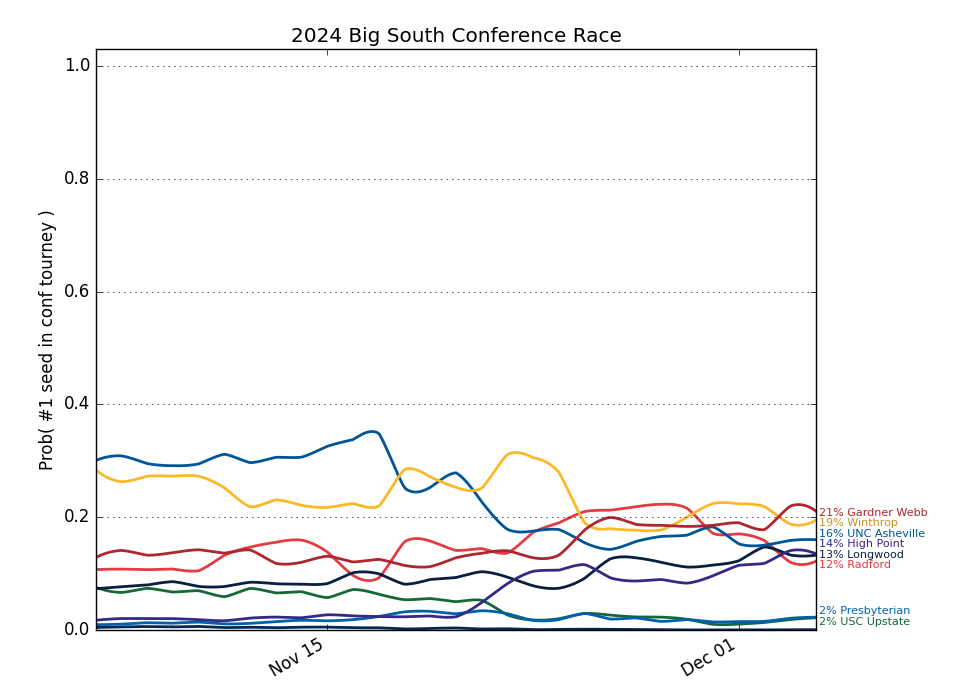 2024 Big South Conference Race
Prob( #1 seed in conf tourney )
1.0
0.8
0.6
0.4
0.2
0.0
Nov 15
Dec 01
21% Gardner Webb
19% Winthrop
16% UNC Asheville
14% High Point
13% Longwood
12% Radford
2% Presbyterian
2% USC Upstate